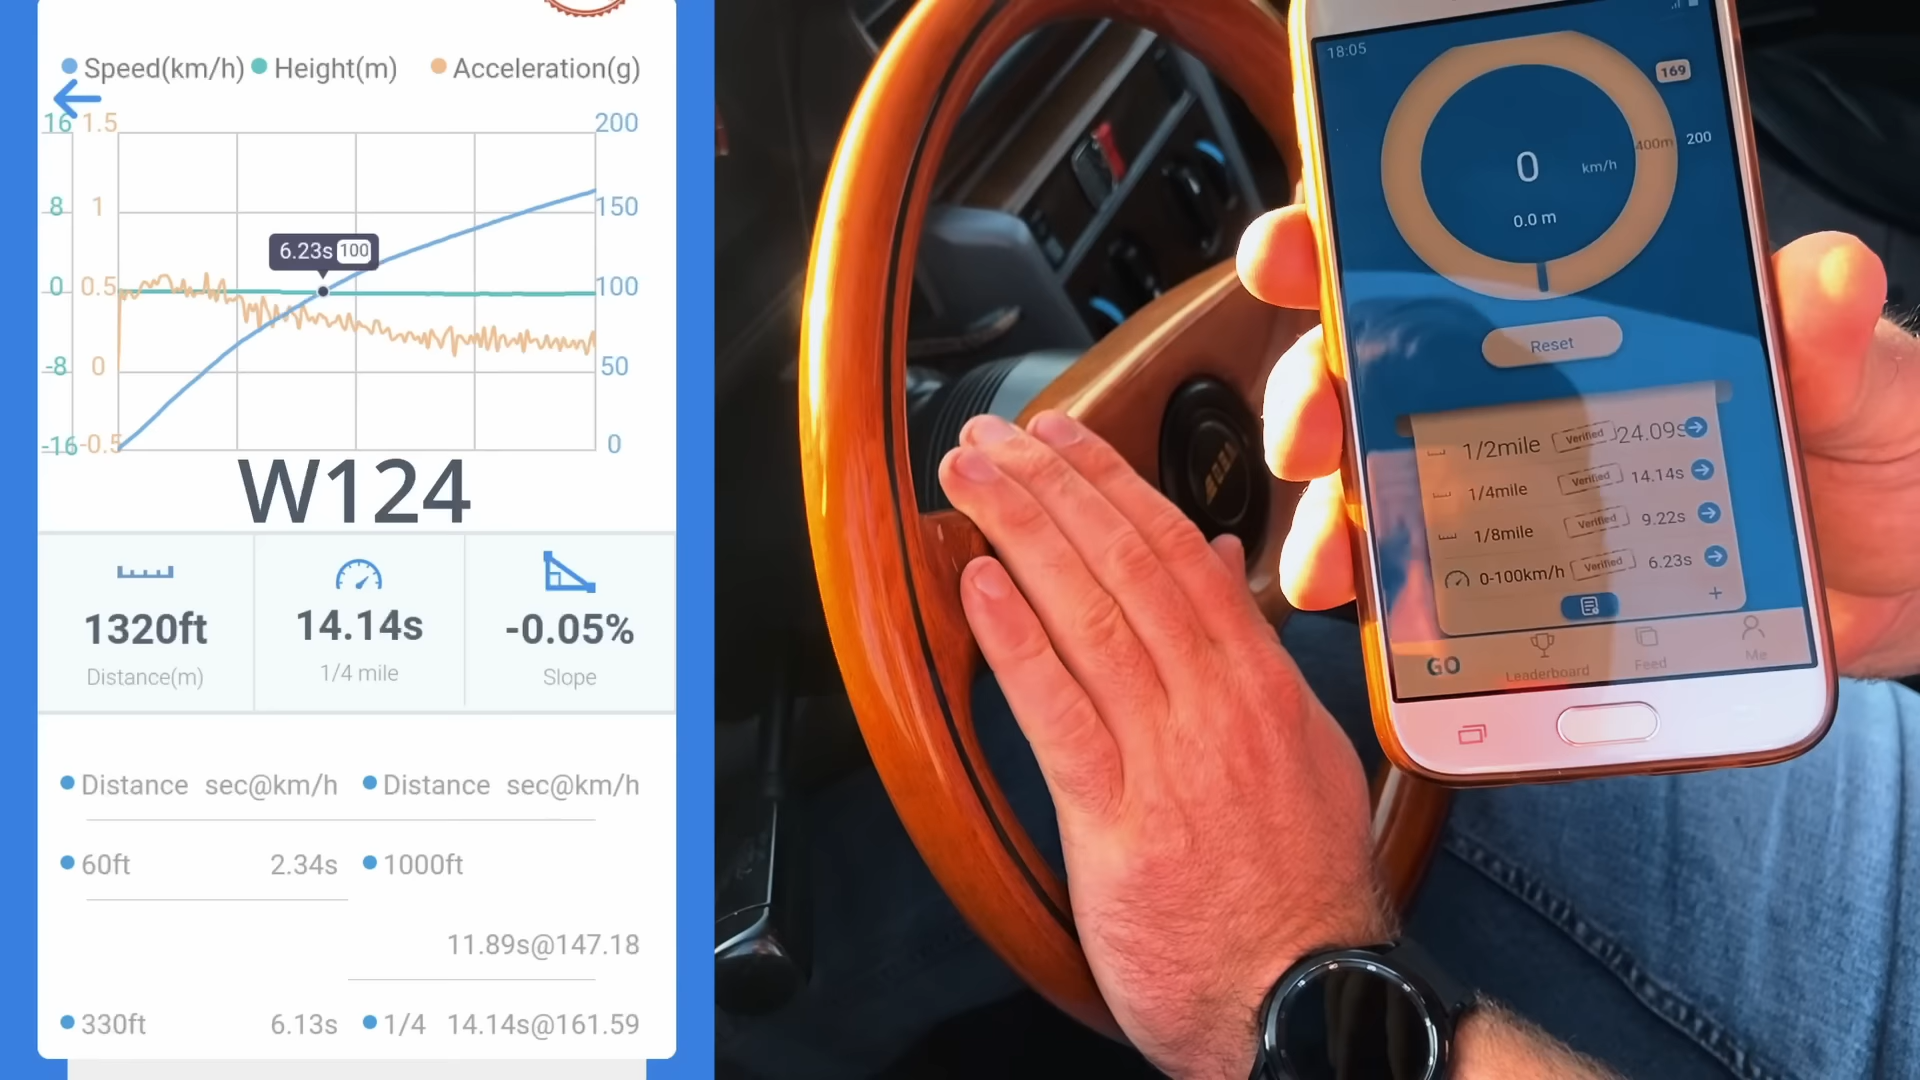 Speed(km/h) Height(m) Acceleration(g)
16 1.5 200
8 1 150
6.23s 100
0 0.5 100
-8 0 50
-16 -0.5 0
W124
1320ft 14.14s -0.05%
Distance(m) 1/4 mile Slope
Distance sec@km/h Distance sec@km/h
60ft 2.34s 1000ft
11.89s@147.18
330ft 6.13s 1/4 14.14s@161.59
18:05
169
400m 200
0 km/h
0.0 m
Reset
1/2mile Verified 24.09s
1/4mile Verified 14.14s
1/8mile Verified 9.22s
0-100km/h Verified 6.23s
GO Leaderboard Feed Me